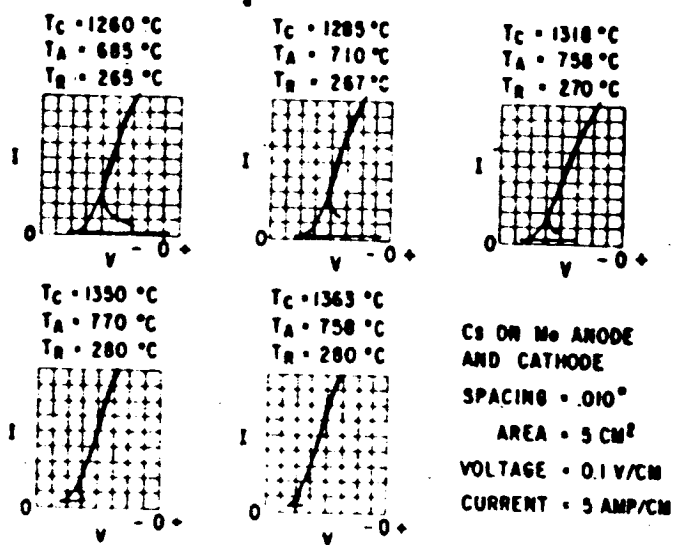 TC = 1260 °C
TA = 685 °C
TR = 265 °C
I
0
V
- 0 +
TC = 1285 °C
TA = 710 °C
TR = 267 °C
I
0
V
- 0 +
TC = 1318 °C
TA = 758 °C
TR = 270 °C
I
0
V
- 0 +
TC = 1350 °C
TA = 770 °C
TR = 280 °C
I
0
V
- 0 +
TC = 1363 °C
TA = 758 °C
TR = 280 °C
I
0
V
- 0 +
CS ON Mo ANODE
AND CATHODE
SPACING = .010"
AREA = 5 CM²
VOLTAGE = 0.1 V/CM
CURRENT = 5 AMP/CM